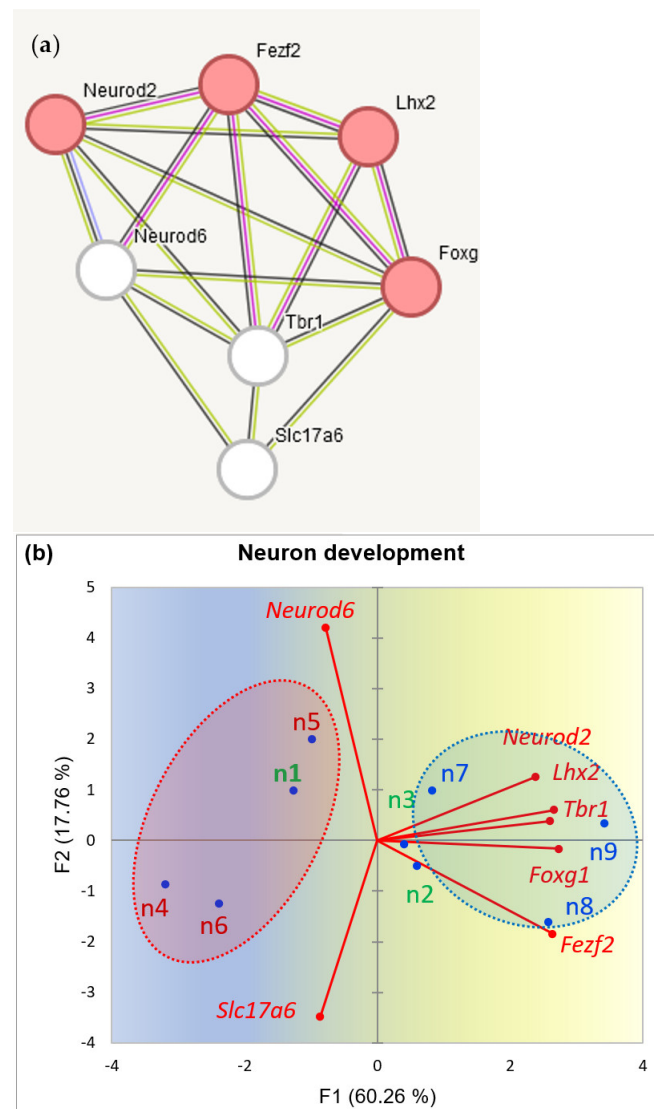 (a)
Fezf2
Neurod2
Lhx2
Neurod6
Foxg
Tbr1
Slc17a6
(b) Neuron development
5
4
3
2
1
0
-1
-2
-3
-4
F2 (17.76 %)
Neurod6
n5
n1
n4
n6
Slc17a6
Neurod2
n7
Lhx2
n3
Tbr1
n9
Foxg1
n2
n8
Fezf2
-4 -2 0 2 4
F1 (60.26 %)